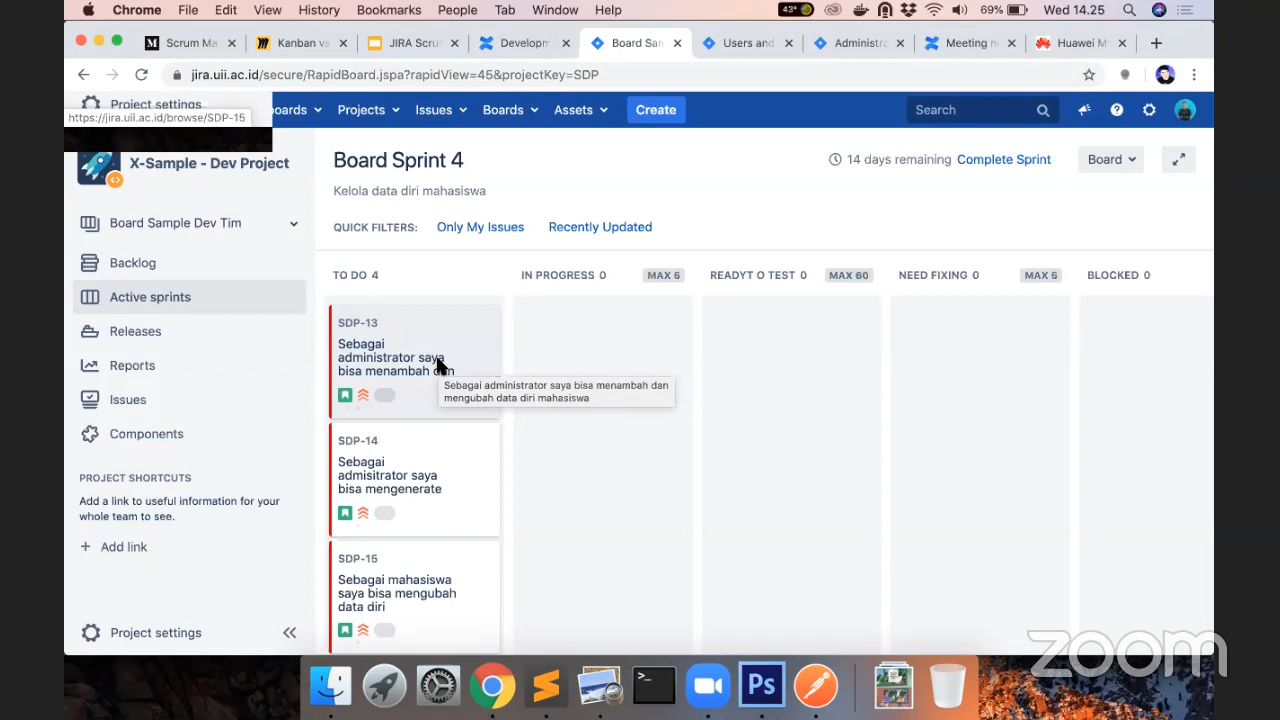 Chrome File Edit View History Bookmarks People Tab Window Help 43° 69% Wed 14.25
Scrum Ma Kanban vs JIRA Scru Developm Board San Users and Administra Meeting n Huawei M
jira.uii.ac.id/secure/RapidBoard.jspa?rapidView=45&projectKey=SDP
Project settings
https://jira.uii.ac.id/browse/SDP-15
oards Projects Issues Boards Assets Create Search
X-Sample - Dev Project
Board Sample Dev Tim
Backlog
Active sprints
Releases
Reports
Issues
Components
PROJECT SHORTCUTS
Add a link to useful information for your
whole team to see.
+ Add link
Project settings
Board Sprint 4
14 days remaining Complete Sprint Board
Kelola data diri mahasiswa
QUICK FILTERS: Only My Issues Recently Updated
TO DO 4 IN PROGRESS 0 MAX 5 READYT O TEST 0 MAX 60 NEED FIXING 0 MAX 5 BLOCKED 0
SDP-13
Sebagai
administrator saya
bisa menambah dan
Sebagai administrator saya bisa menambah dan
mengubah data diri mahasiswa
SDP-14
Sebagai
admisitrator saya
bisa mengenerate
SDP-15
Sebagai mahasiswa
saya bisa mengubah
data diri
Ps
zoom